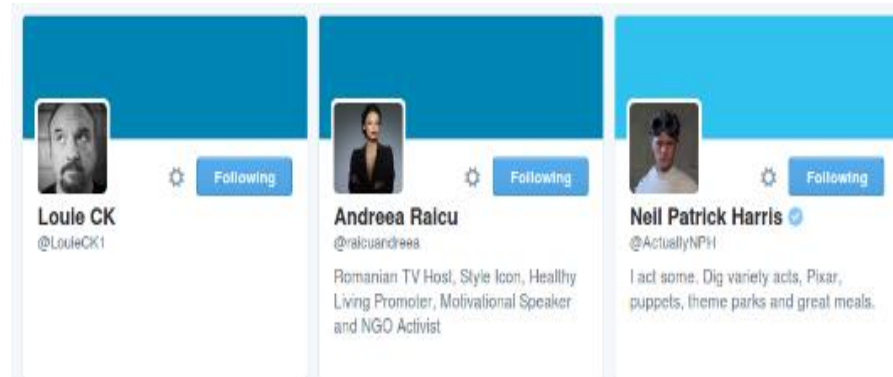 Following
Louie CK
@LouieCK1
Following
Andreea Raicu
@raicuandreea
Romanian TV Host, Style Icon, Healthy
Living Promoter, Motivational Speaker
and NGO Activist
Following
Neil Patrick Harris
@ActuallyNPH
I act some. Dig variety acts, Pixar,
puppets, theme parks and great meals.